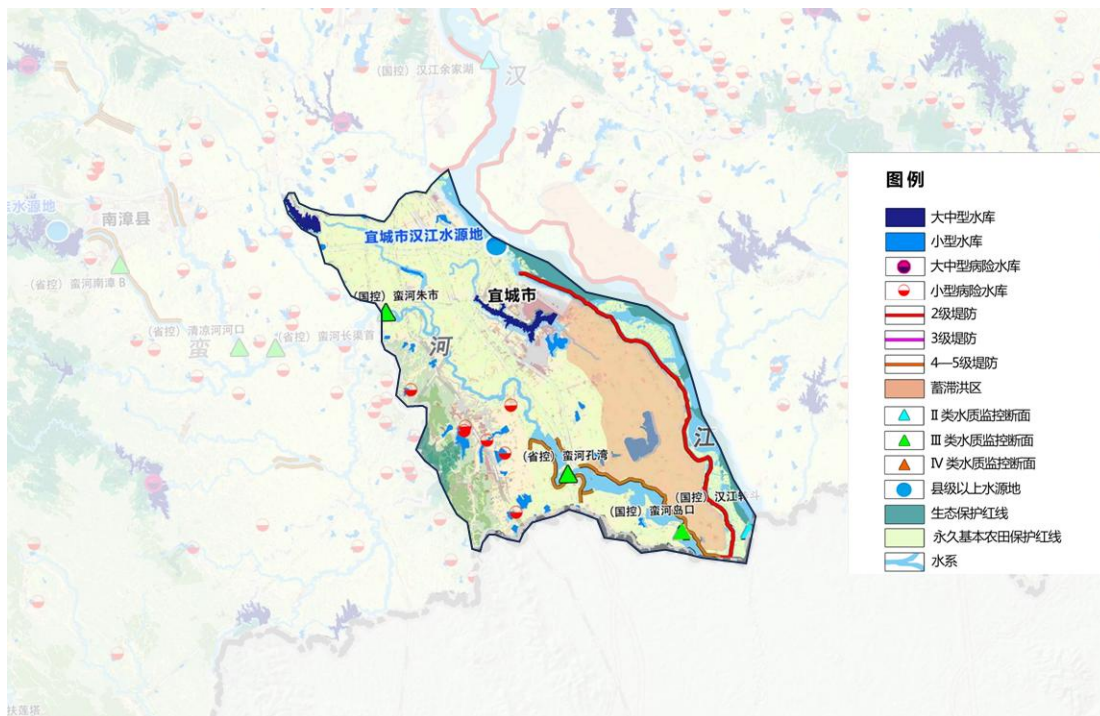 （国控）汉江余家湖
汉
水源地
南漳县
（省控）蛮河南漳 B
（省控）清凉河河口
（省控）蛮河长渠首
蛮
宜城市汉江水源地
（国控）蛮河朱市
宜城市
河
江
（省控）蛮河孔湾
（国控）汉江
（国控）蛮河岛口
扶莲塔
图例
大中型水库
小型水库
大中型病险水库
小型病险水库
2级堤防
3级堤防
4—5级堤防
蓄滞洪区
Ⅱ 类水质监控断面
Ⅲ 类水质监控断面
Ⅳ 类水质监控断面
县级以上水源地
生态保护红线
永久基本农田保护红线
水系